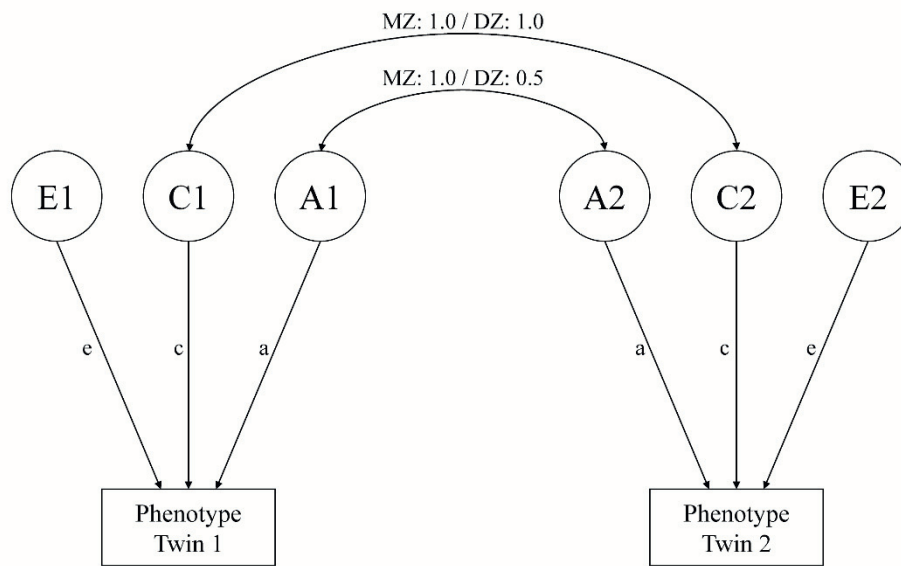 MZ: 1.0 / DZ: 1.0
MZ: 1.0 / DZ: 0.5
E1 C1 A1 A2 C2 E2
e c a a c e
Phenotype
Twin 1
Phenotype
Twin 2